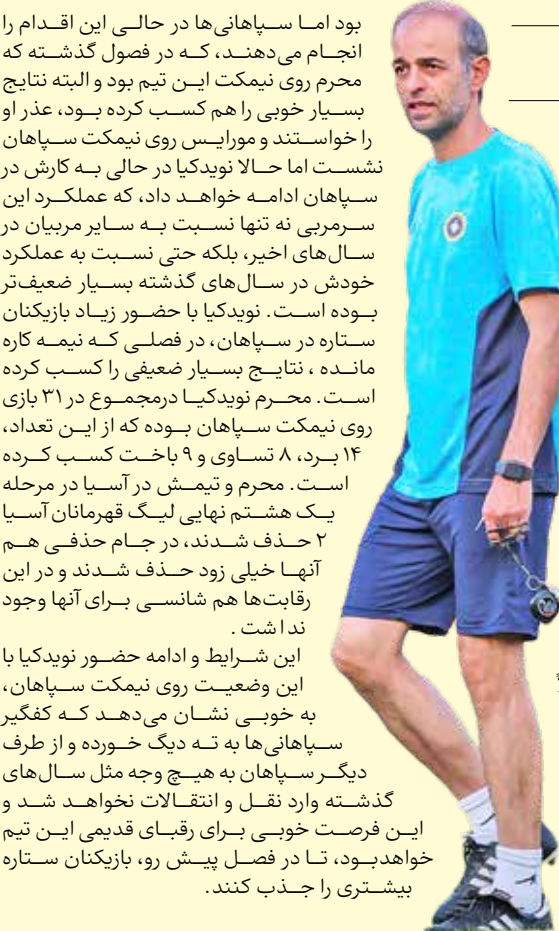 بود اما سپاهانی‌ها در حالی این اقدام را
انجام می‌دهند، که در فصول گذشته که
محرم روی نیمکت این تیم بود و البته نتایج
بسیار خوبی را هم کسب کرده بود، عذر او
را خواستند و مورایس روی نیمکت سپاهان
نشست اما حالا نویدکیا در حالی به کارش در
سپاهان ادامه خواهد داد، که عملکرد این
سرمربی نه تنها نسبت به سایر مربیان در
سال‌های اخیر، بلکه حتی نسبت به عملکرد
خودش در سال‌های گذشته بسیار ضعیف‌تر
بوده است. نویدکیا با حضور زیاد بازیکنان
ستاره در سپاهان، در فصلی که نیمه کاره
مانده ، نتایج بسیار ضعیفی را کسب کرده
است. محرم نویدکیا درمجموع در ۳۱ بازی
روی نیمکت سپاهان بوده که از این تعداد،
۱۴ برد، ۸ تساوی و ۹ باخت کسب کرده
است. محرم و تیمش در آسیا در مرحله
یک هشتم نهایی لیگ قهرمانان آسیا
۲ حذف شدند، در جام حذفی هم
آنها خیلی زود حذف شدند و در این
رقابت‌ها هم شانسی برای آنها وجود
نداشت .
این شرایط و ادامه حضور نویدکیا با
این وضعیت روی نیمکت سپاهان،
به خوبی نشان می‌دهد که کفگیر
سپاهانی‌ها به ته دیگ خورده و از طرف
دیگر سپاهان به هیچ وجه مثل سال‌های
گذشته وارد نقل و انتقالات نخواهد شد و
این فرصت خوبی برای رقبای قدیمی این تیم
خواهدبود، تا در فصل پیش رو، بازیکنان ستاره
بیشتری را جذب کنند.